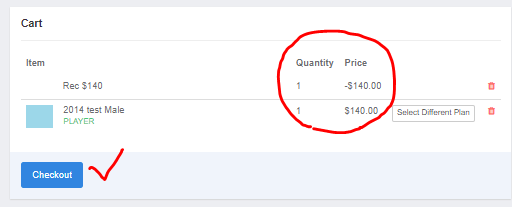 Cart
Item Quantity Price
Rec $140 1 -$140.00
2014 test Male 1 $140.00 Select Different Plan
PLAYER
Checkout